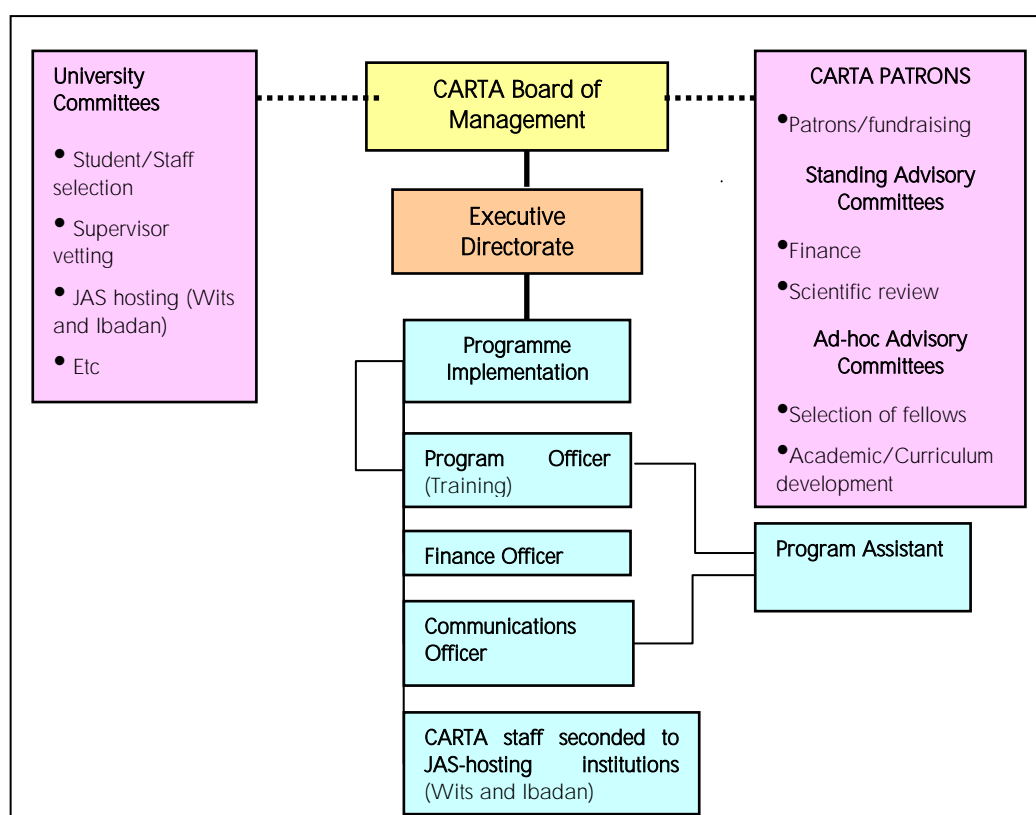 University
Committees
• Student/Staff
selection
• Supervisor
vetting
• JAS hosting (Wits
and Ibadan)
• Etc
CARTA Board of
Management
Executive
Directorate
Programme
Implementation
Program Officer
(Training)
Finance Officer
Communications
Officer
CARTA staff seconded to
JAS-hosting institutions
(Wits and Ibadan)
CARTA PATRONS
•Patrons/fundraising
Standing Advisory
Committees
•Finance
•Scientific review
Ad-hoc Advisory
Committees
•Selection of fellows
•Academic/Curriculum
development
Program Assistant